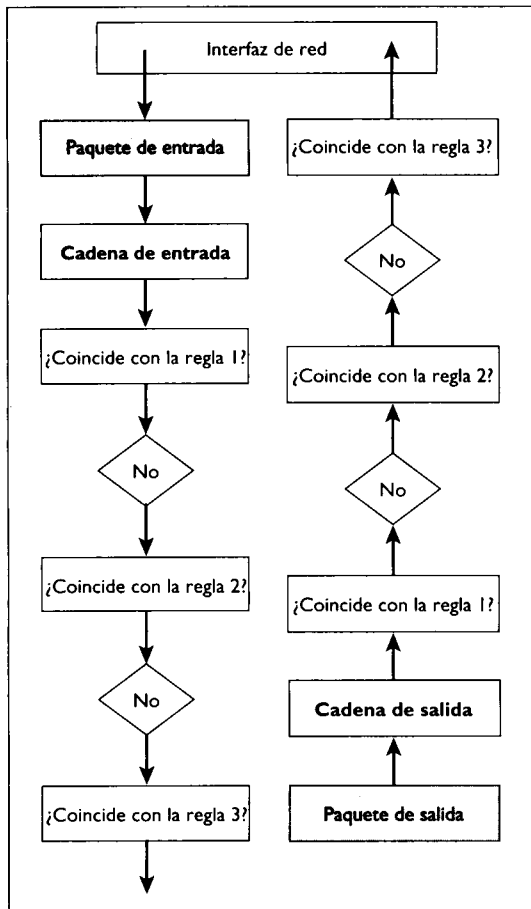 Interfaz de red
Paquete de entrada
Cadena de entrada
¿Coincide con la regla 1?
No
¿Coincide con la regla 2?
No
¿Coincide con la regla 3?
¿Coincide con la regla 3?
No
¿Coincide con la regla 2?
No
¿Coincide con la regla 1?
Cadena de salida
Paquete de salida